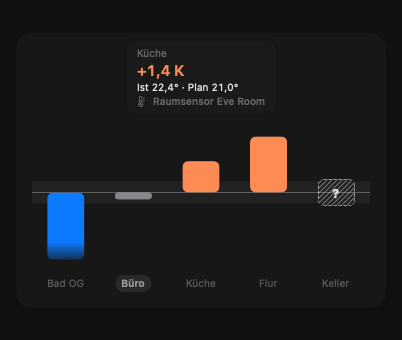 Küche
+1,4 K
Ist 22,4° · Plan 21,0°
Raumsensor Eve Room
?
Bad OG
Büro
Küche
Flur
Keller